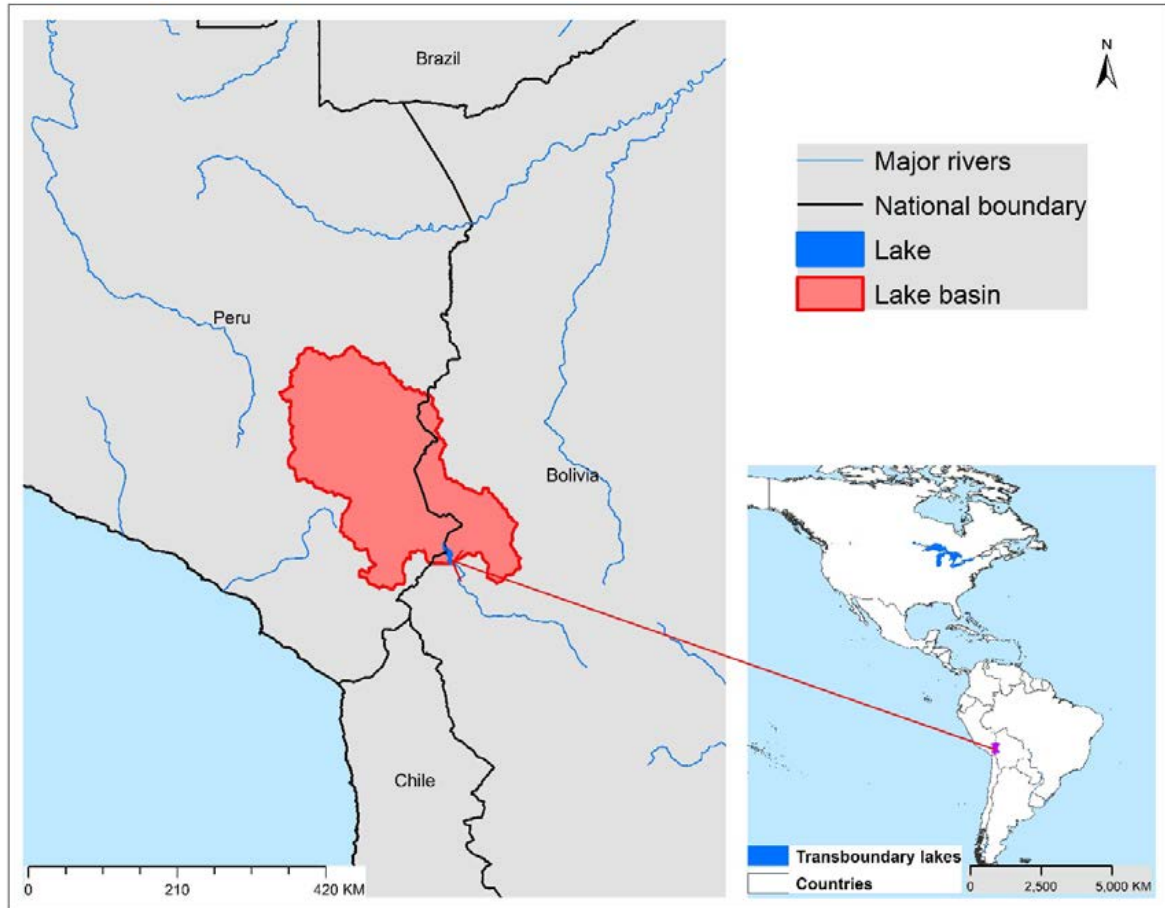 Brazil
N
Major rivers
National boundary
Lake
Lake basin
Peru
Bolivia
Chile
0 210 420 KM
Transboundary lakes
Countries
0 2,500 5,000 KM